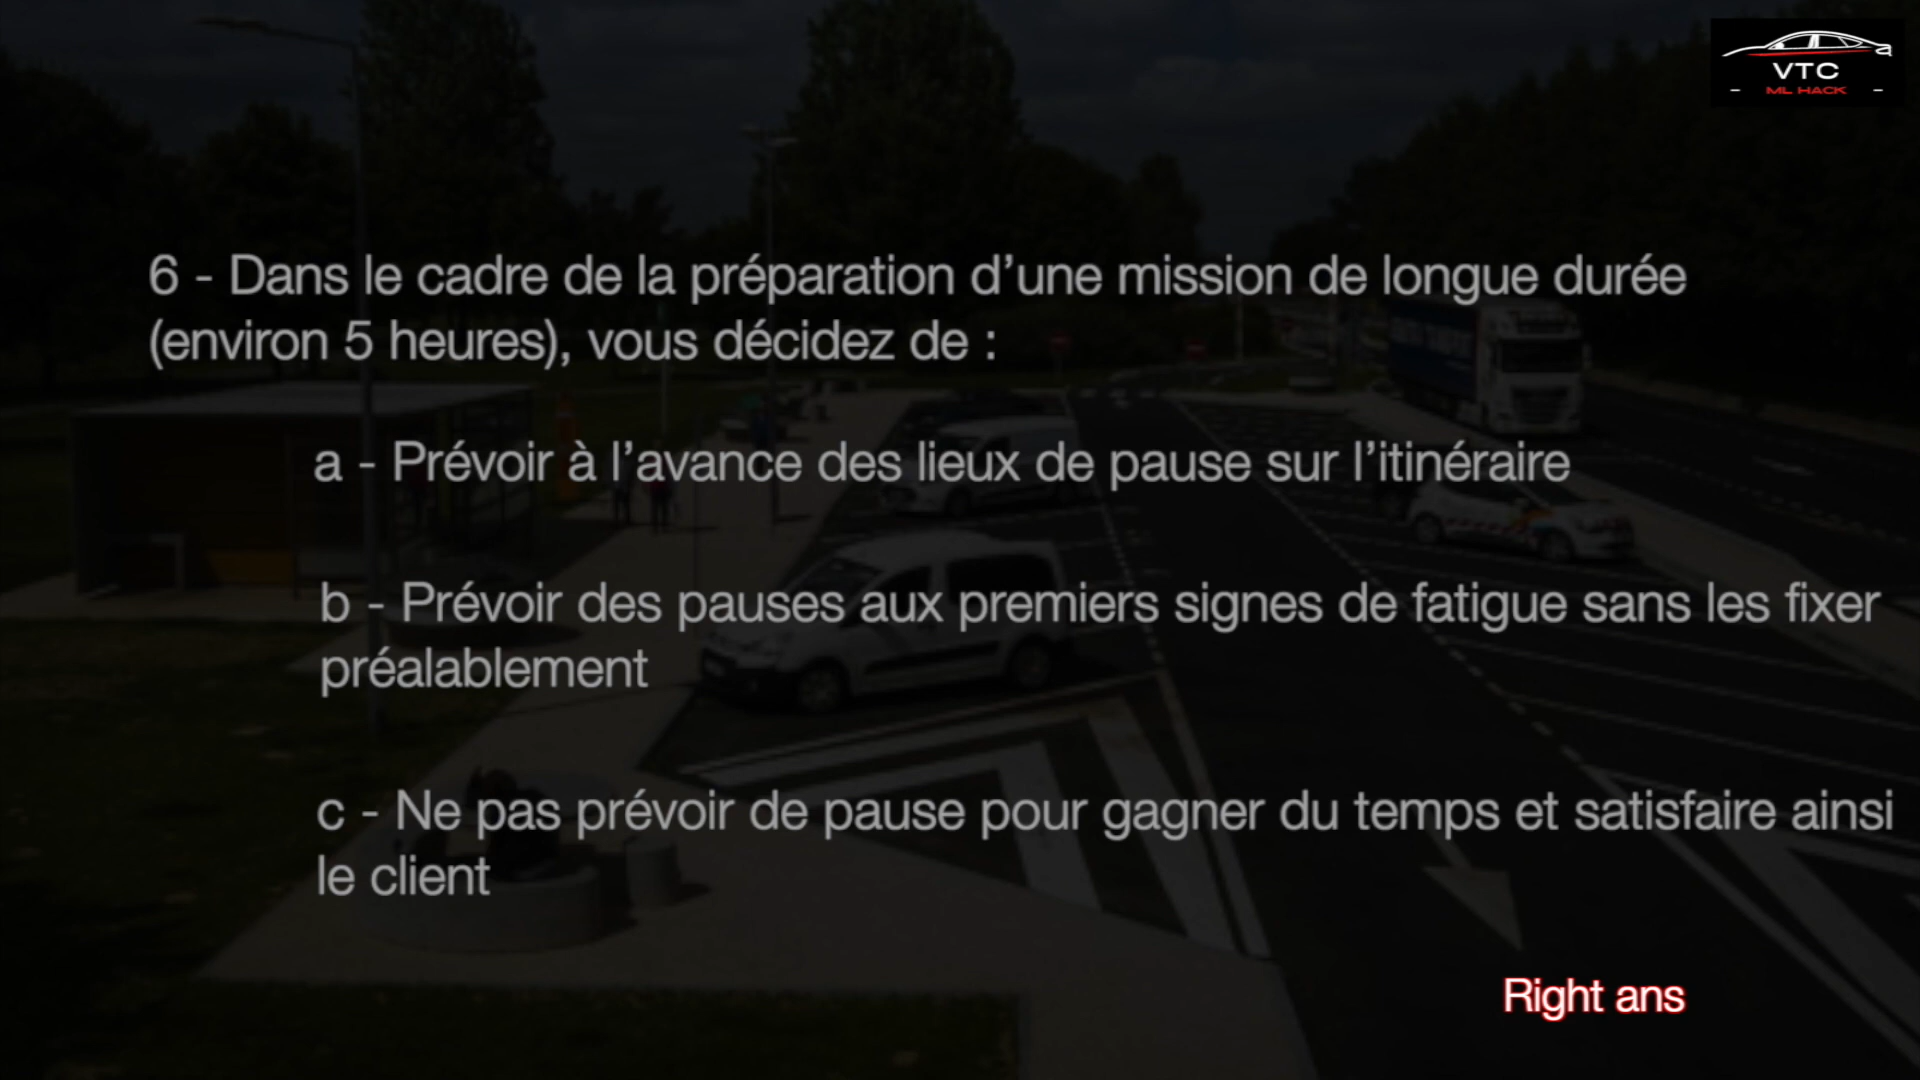 VTC
- ML HACK -
6 - Dans le cadre de la préparation d’une mission de longue durée
(environ 5 heures), vous décidez de :
a - Prévoir à l’avance des lieux de pause sur l’itinéraire
b - Prévoir des pauses aux premiers signes de fatigue sans les fixer
préalablement
c - Ne pas prévoir de pause pour gagner du temps et satisfaire ainsi
le client
Right ans